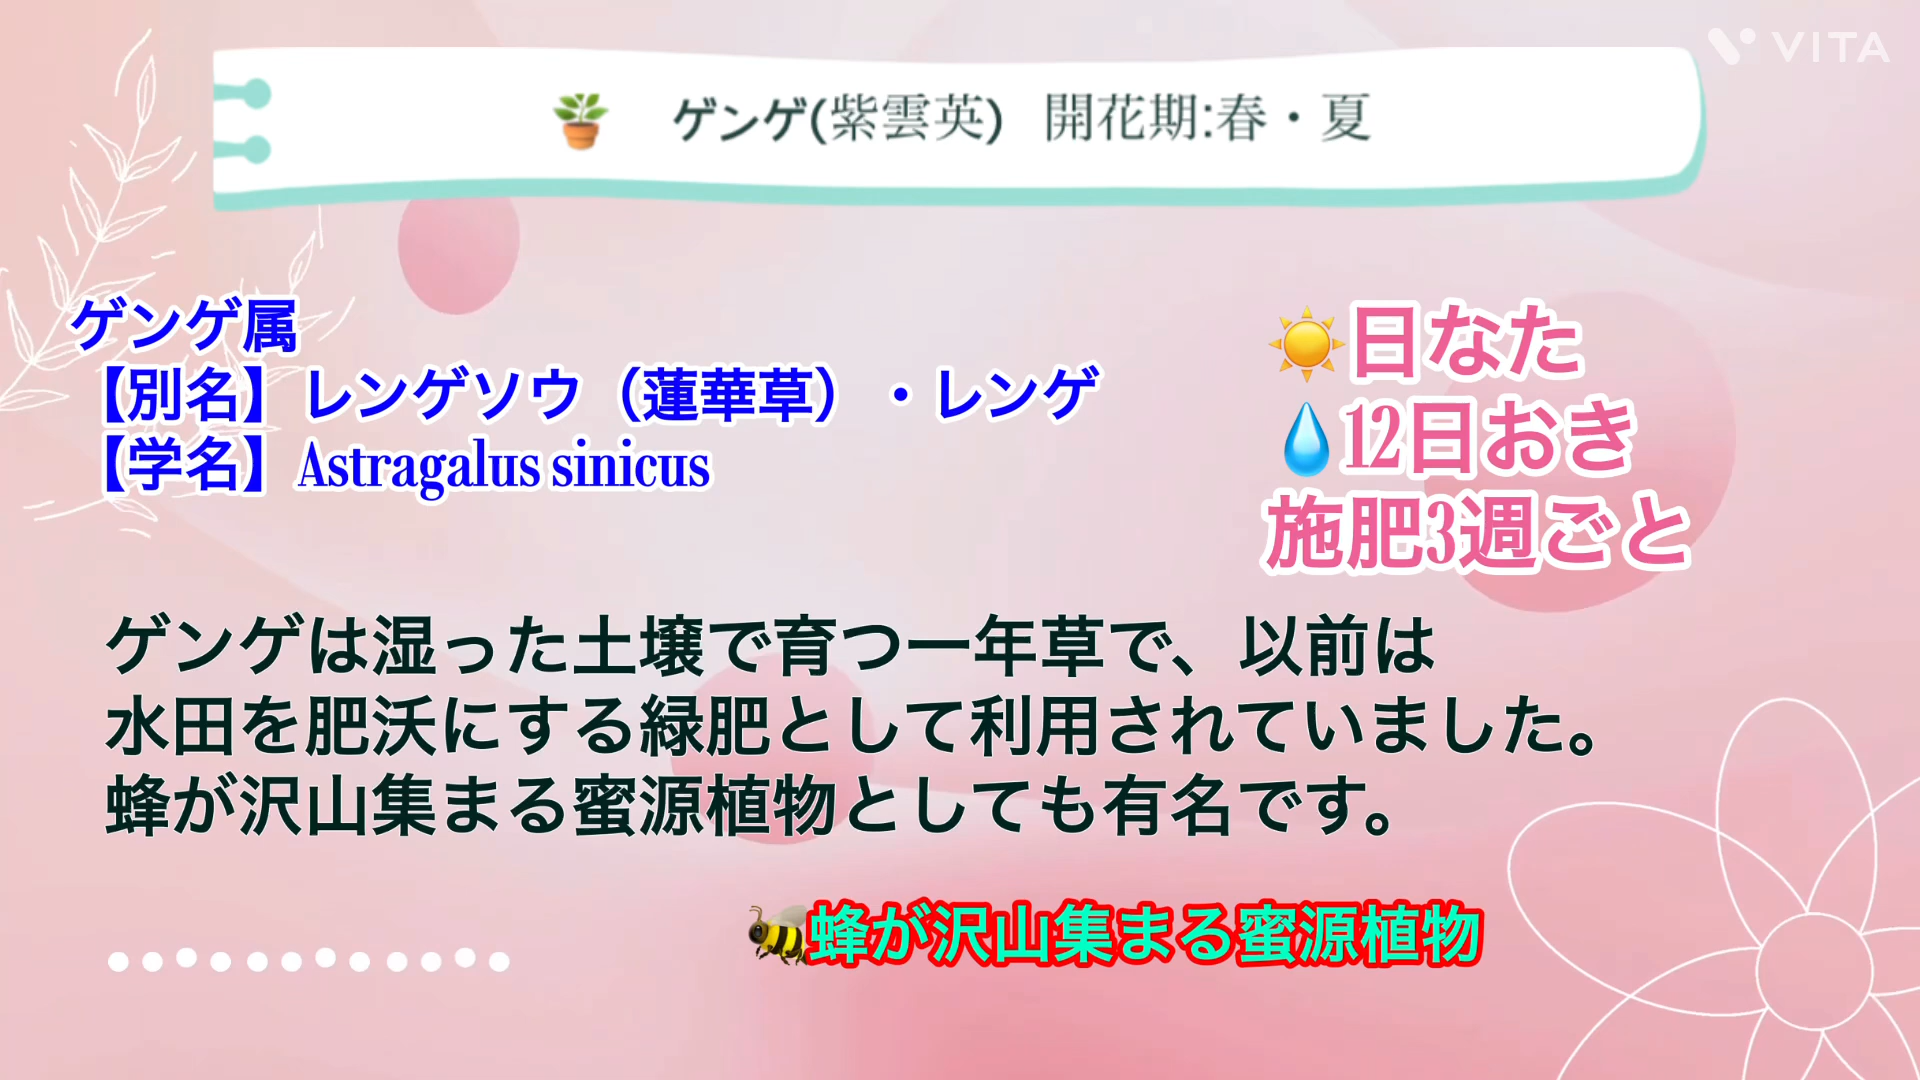 VITA
ゲンゲ(紫雲英) 開花期:春・夏
ゲンゲ属
【別名】レンゲソウ（蓮華草）・レンゲ
【学名】Astragalus sinicus
日なた
12日おき
施肥3週ごと
ゲンゲは湿った土壌で育つ一年草で、以前は
水田を肥沃にする緑肥として利用されていました。
蜂が沢山集まる蜜源植物としても有名です。
蜂が沢山集まる蜜源植物